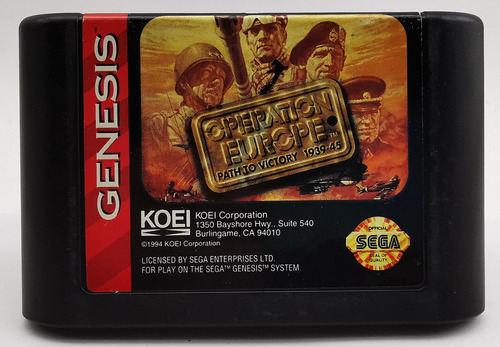 GENESIS
OPERATION
EUROPE™
PATH TO VICTORY 1939-45
KOEI
KOEI Corporation
1350 Bayshore Hwy., Suite 540
Burlingame, CA 94010
©1994 KOEI Corporation
LICENSED BY SEGA ENTERPRISES LTD.
FOR PLAY ON THE SEGA™ GENESIS™ SYSTEM.
OFFICIAL
SEGA
SEAL OF
QUALITY